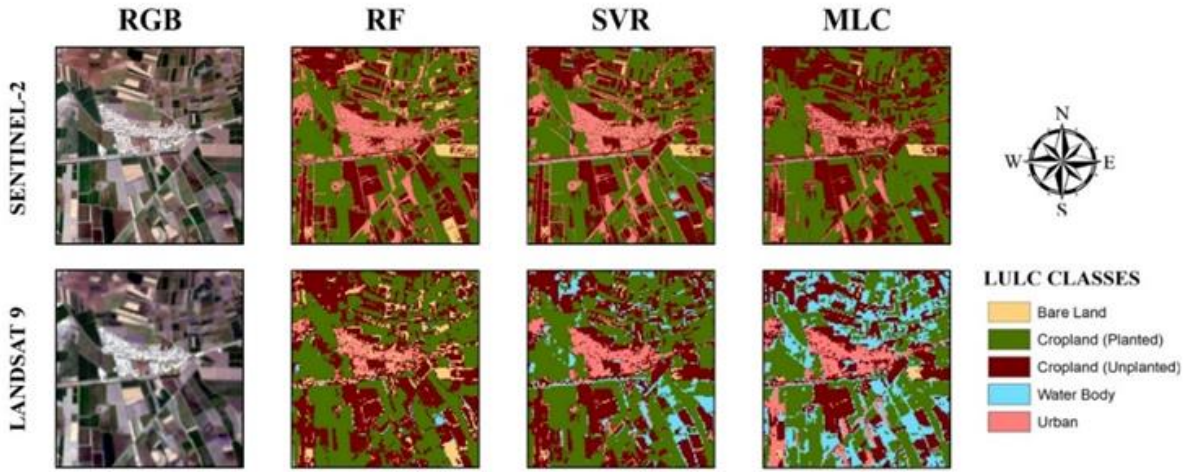 RGB
RF
SVR
MLC
SENTINEL-2
LANDSAT 9
N
W
E
S
LULC CLASSES
Bare Land
Cropland (Planted)
Cropland (Unplanted)
Water Body
Urban